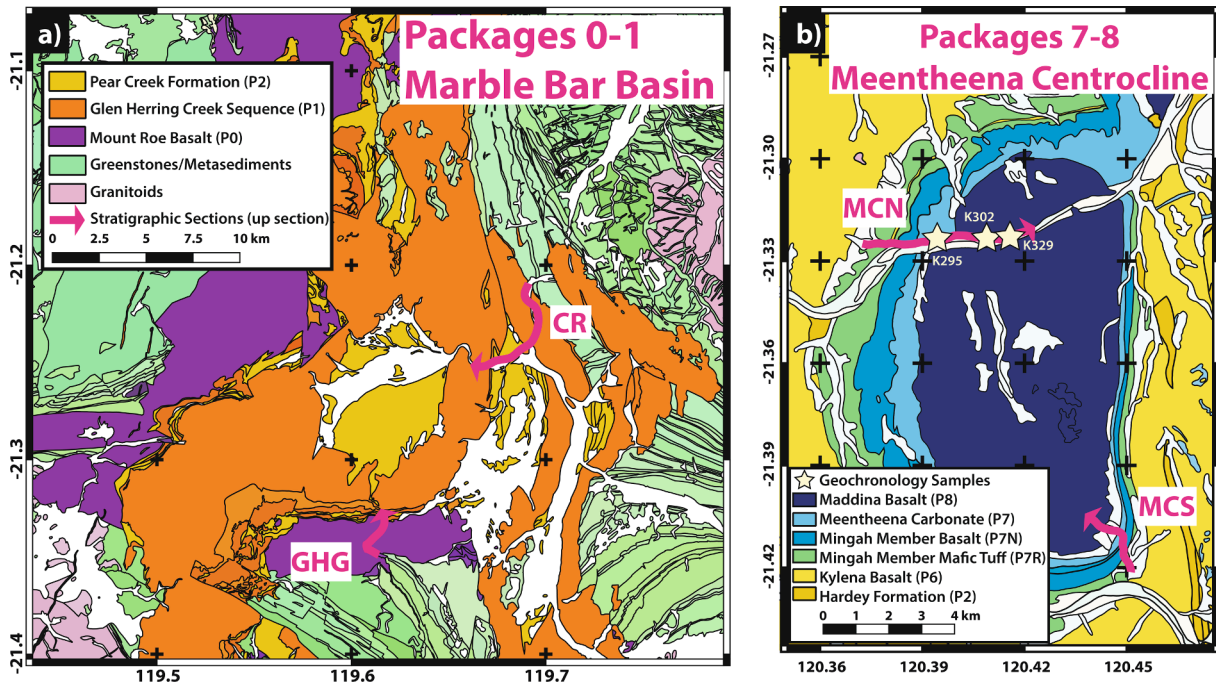 a)
Packages 0-1
Marble Bar Basin
Pear Creek Formation (P2)
Glen Herring Creek Sequence (P1)
Mount Roe Basalt (P0)
Greenstones/Metasediments
Granitoids
Stratigraphic Sections (up section)
0 2.5 5 7.5 10 km
CR
GHG
-21.1
-21.2
-21.3
-21.4
119.5 119.6 119.7
b)
Packages 7-8
Meentheena Centrocline
MCN
K302
K295
K329
MCS
Geochronology Samples
Maddina Basalt (P8)
Meentheena Carbonate (P7)
Mingah Member Basalt (P7N)
Mingah Member Mafic Tuff (P7R)
Kylena Basalt (P6)
Hardey Formation (P2)
0 1 2 3 4 km
-21.27
-21.30
-21.33
-21.36
-21.39
-21.42
120.36 120.39 120.42 120.45